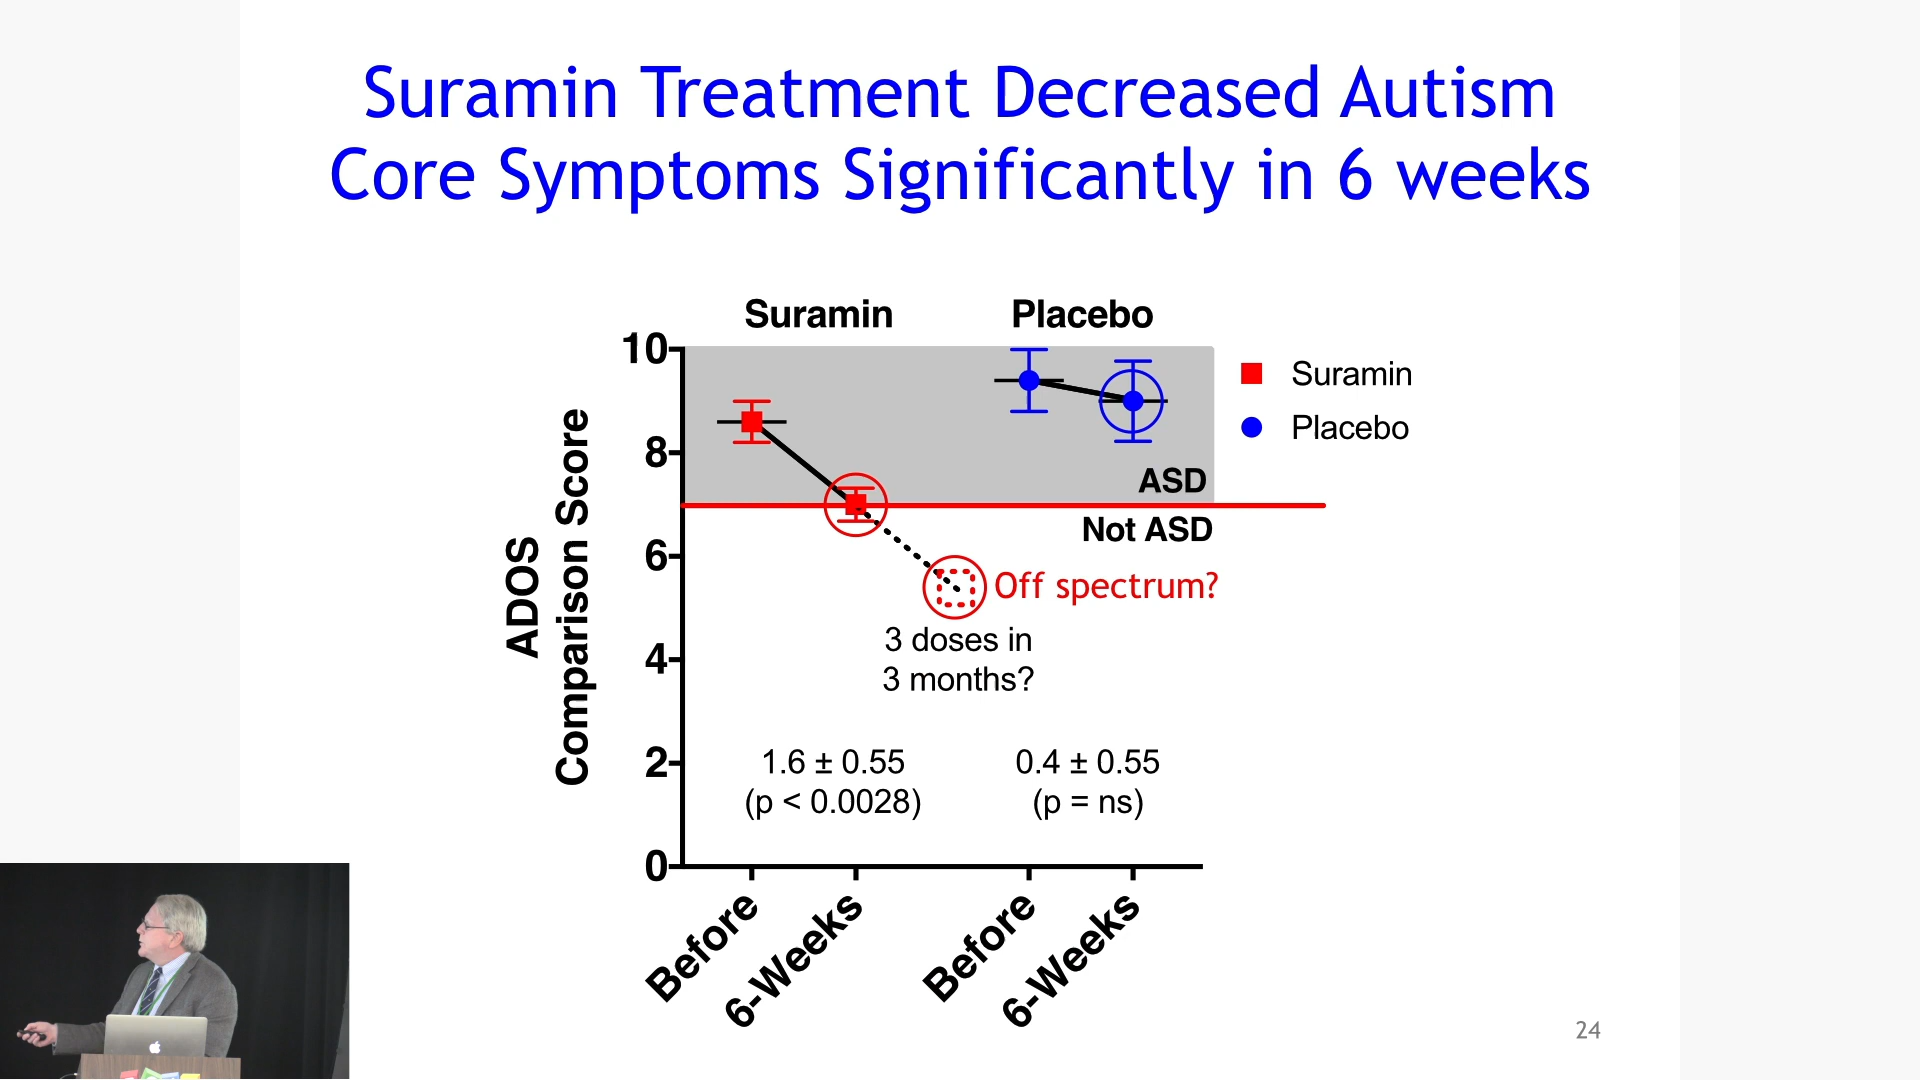 Suramin Treatment Decreased Autism
Core Symptoms Significantly in 6 weeks
Suramin
Placebo
10
8
6
4
2
0
ADOS
Comparison Score
Suramin
Placebo
ASD
Not ASD
Off spectrum?
3 doses in
3 months?
1.6 ± 0.55
(p < 0.0028)
0.4 ± 0.55
(p = ns)
Before
6-Weeks
Before
6-Weeks
24